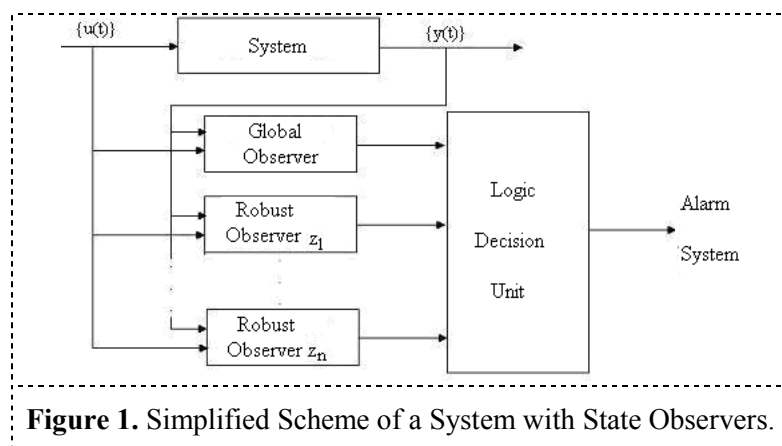 {u(t)}
System
{y(t)}
Global
Observer
Robust
Observer z1
Robust
Observer zn
Logic
Decision
Unit
Alarm
System
Figure 1. Simplified Scheme of a System with State Observers.